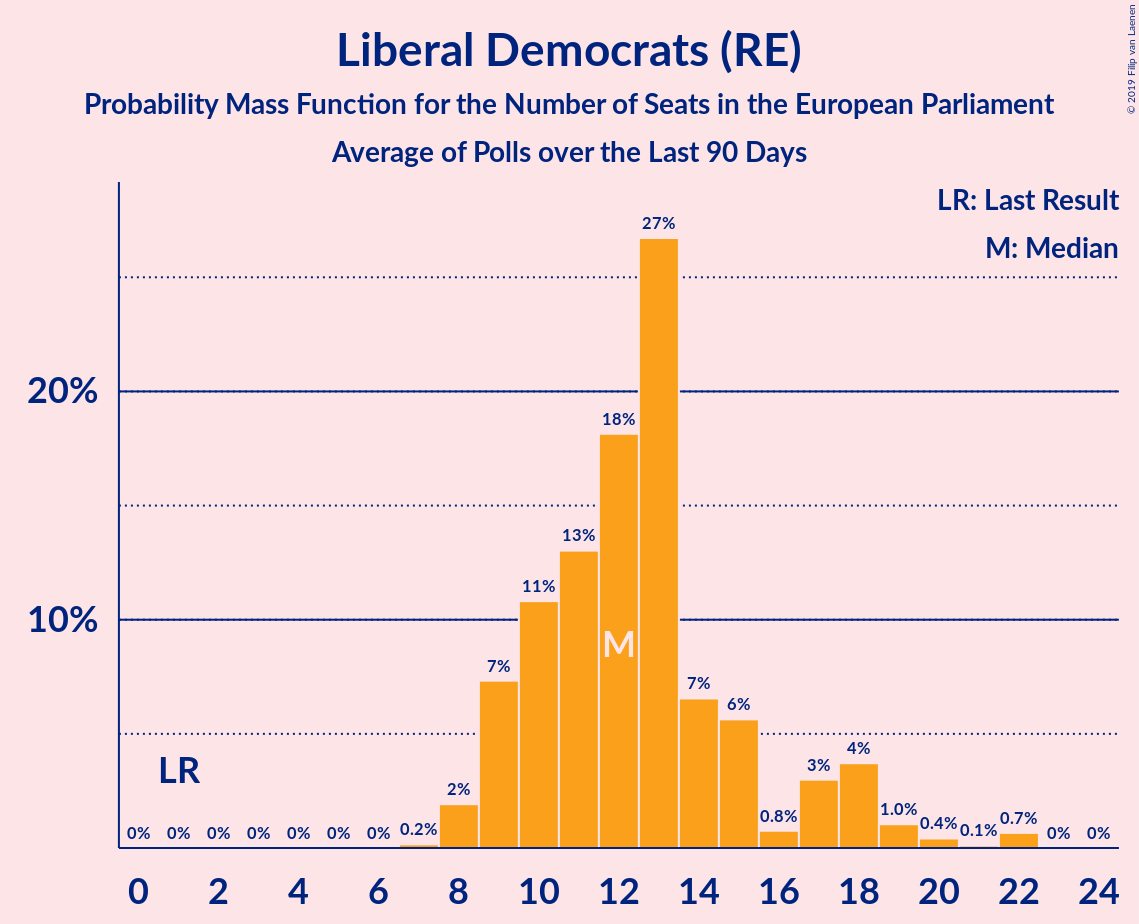 Liberal Democrats (RE)
Probability Mass Function for the Number of Seats in the European Parliament
Average of Polls over the Last 90 Days
© 2019 Filip van Laenen
LR: Last Result
M: Median
20%
10%
LR
M
0% 0% 0% 0% 0% 0% 0% 0.2% 2% 7% 11% 13% 18% 27% 7% 6% 0.8% 3% 4% 1.0% 0.4% 0.1% 0.7% 0% 0%
0 2 4 6 8 10 12 14 16 18 20 22 24